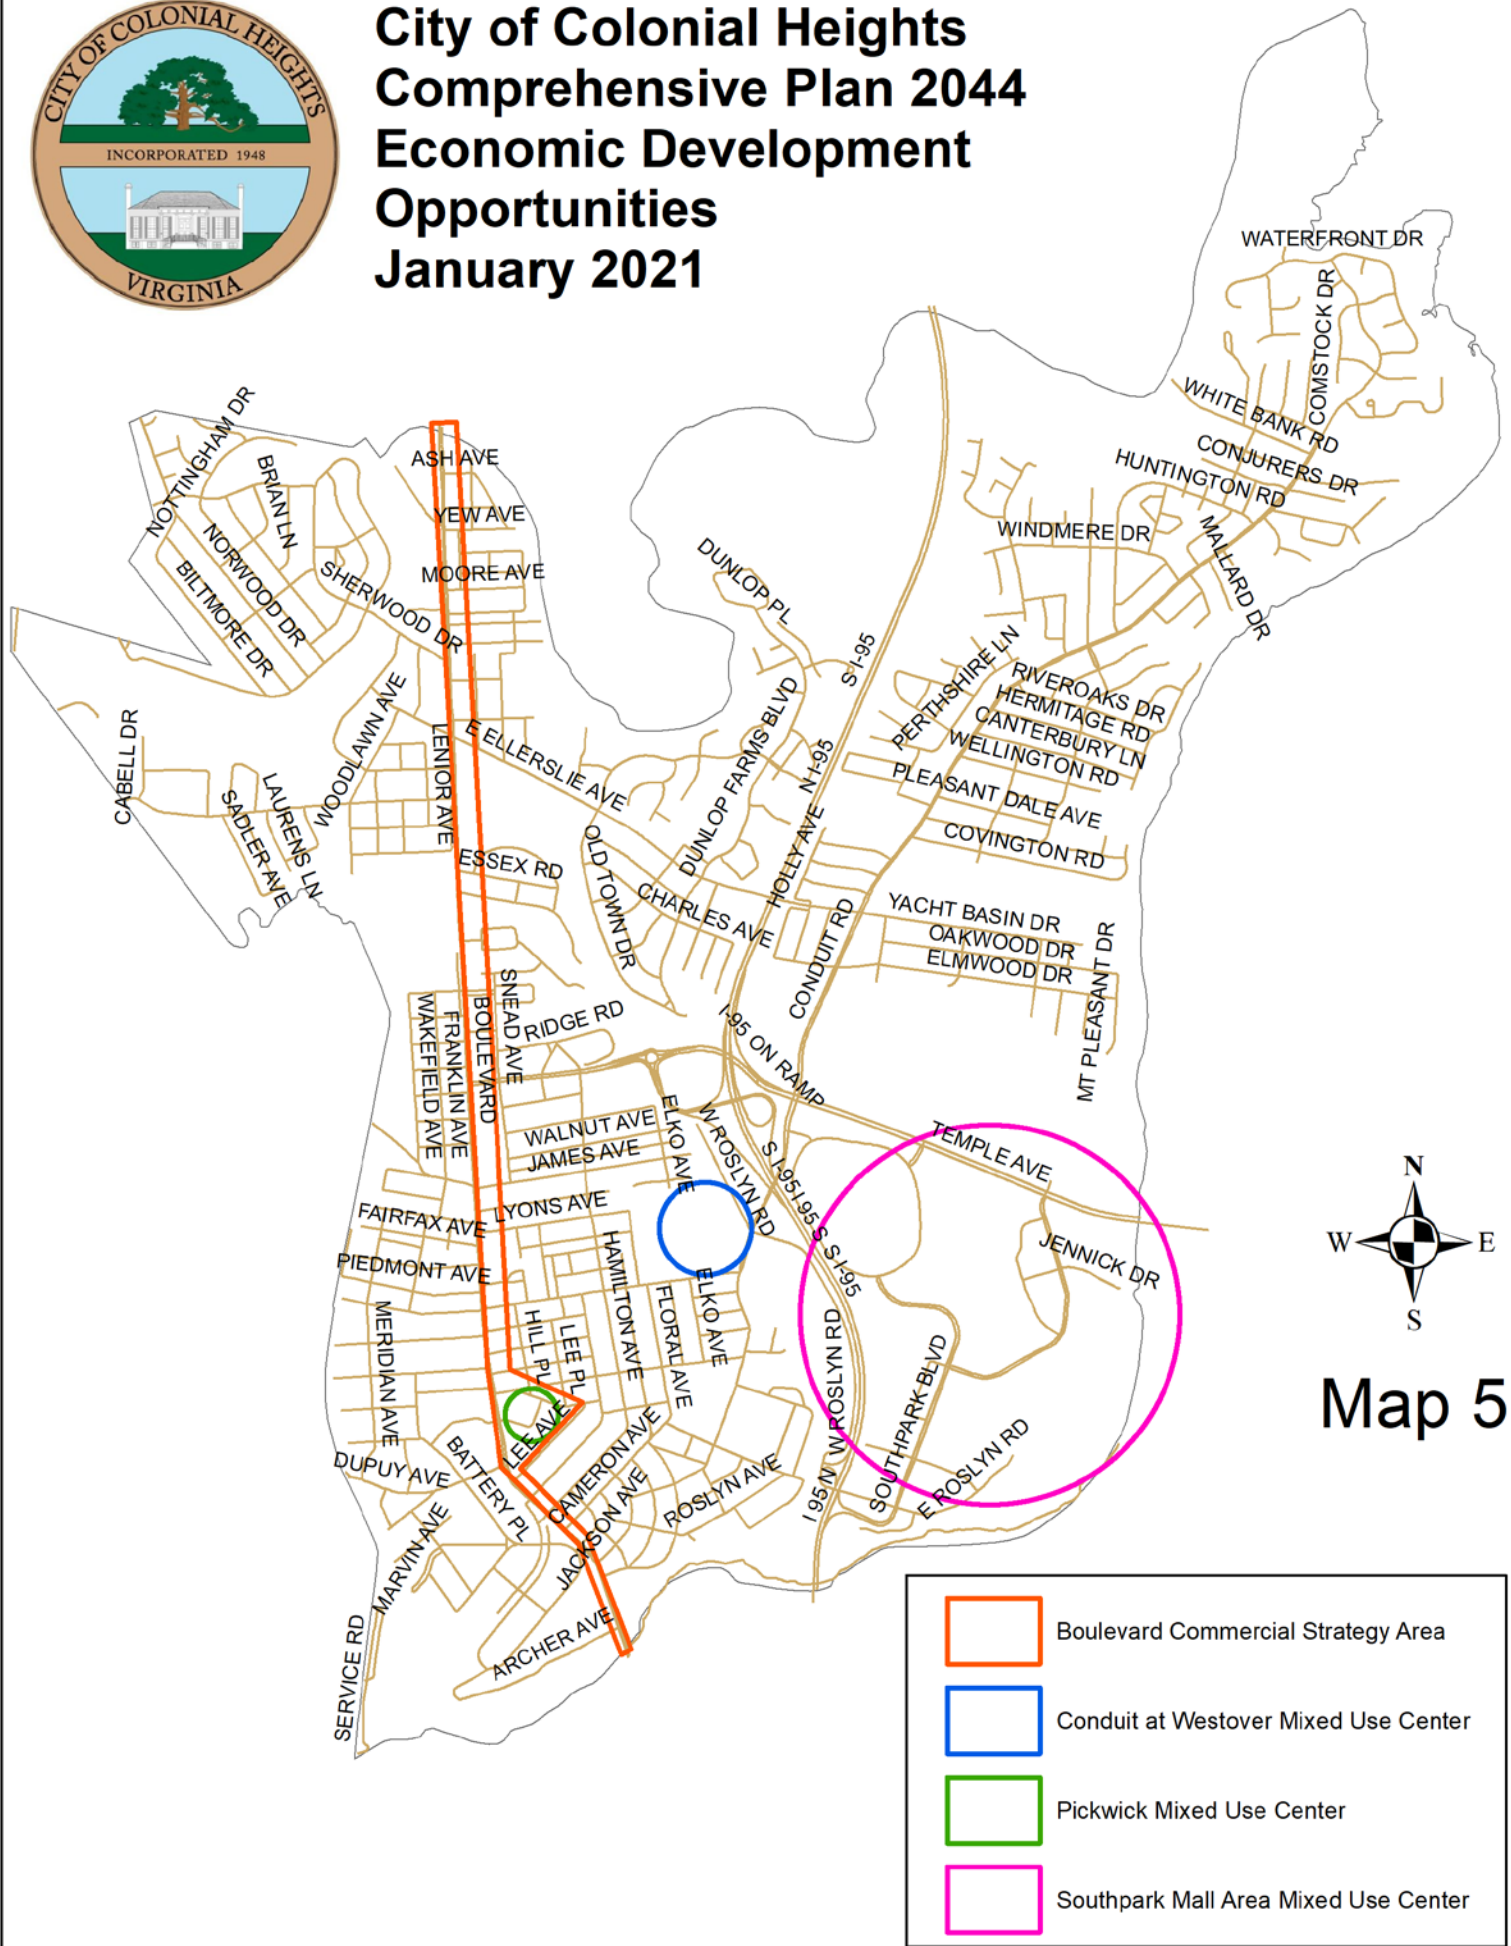 CITY OF COLONIAL HEIGHTS
INCORPORATED 1948
VIRGINIA
City of Colonial Heights
Comprehensive Plan 2044
Economic Development
Opportunities
January 2021
WATERFRONT DR
COMSTOCK DR
WHITE BANK RD
CONJURERS DR
HUNTINGTON RD
WINDMERE DR
MALLARD DR
NOTTINGHAM DR
BRIAN LN
NORWOOD DR
BILTMORE DR
SHERWOOD DR
ASH AVE
YEW AVE
MOORE AVE
DUNLOP PL
S I-95
PERTHSHIRE LN
RIVEROAKS DR
HERMITAGE RD
CANTERBURY LN
WELLINGTON RD
PLEASANT DALE AVE
COVINGTON RD
CABELL DR
SADLER AVE
LAURENS LN
WOODLAWN AVE
LENIOR AVE
E ELLERSLIE AVE
DUNLOP FARMS BLVD
N I-95
HOLLY AVE
ESSEX RD
OLD TOWN DR
CHARLES AVE
CONDUIT RD
YACHT BASIN DR
OAKWOOD DR
ELMWOOD DR
MT PLEASANT DR
WAKEFIELD AVE
FRANKLIN AVE
BOULEVARD
SNEAD AVE
RIDGE RD
I-95 ON RAMP
WALNUT AVE
JAMES AVE
ELKO AVE
W ROSLYN RD
S I-95
I 95 S
S I-95
TEMPLE AVE
JENNICK DR
LYONS AVE
FAIRFAX AVE
PIEDMONT AVE
MERIDIAN AVE
HILL PL
LEE PL
HAMILTON AVE
FLORAL AVE
ELKO AVE
W ROSLYN RD
SOUTHPARK BLVD
E ROSLYN RD
I 95 N
LEE AVE
CAMERON AVE
JACKSON AVE
ROSLYN AVE
DUPUY AVE
BATTERY PL
MARVIN AVE
ARCHER AVE
SERVICE RD
N
W
E
S
Map 5
Boulevard Commercial Strategy Area
Conduit at Westover Mixed Use Center
Pickwick Mixed Use Center
Southpark Mall Area Mixed Use Center